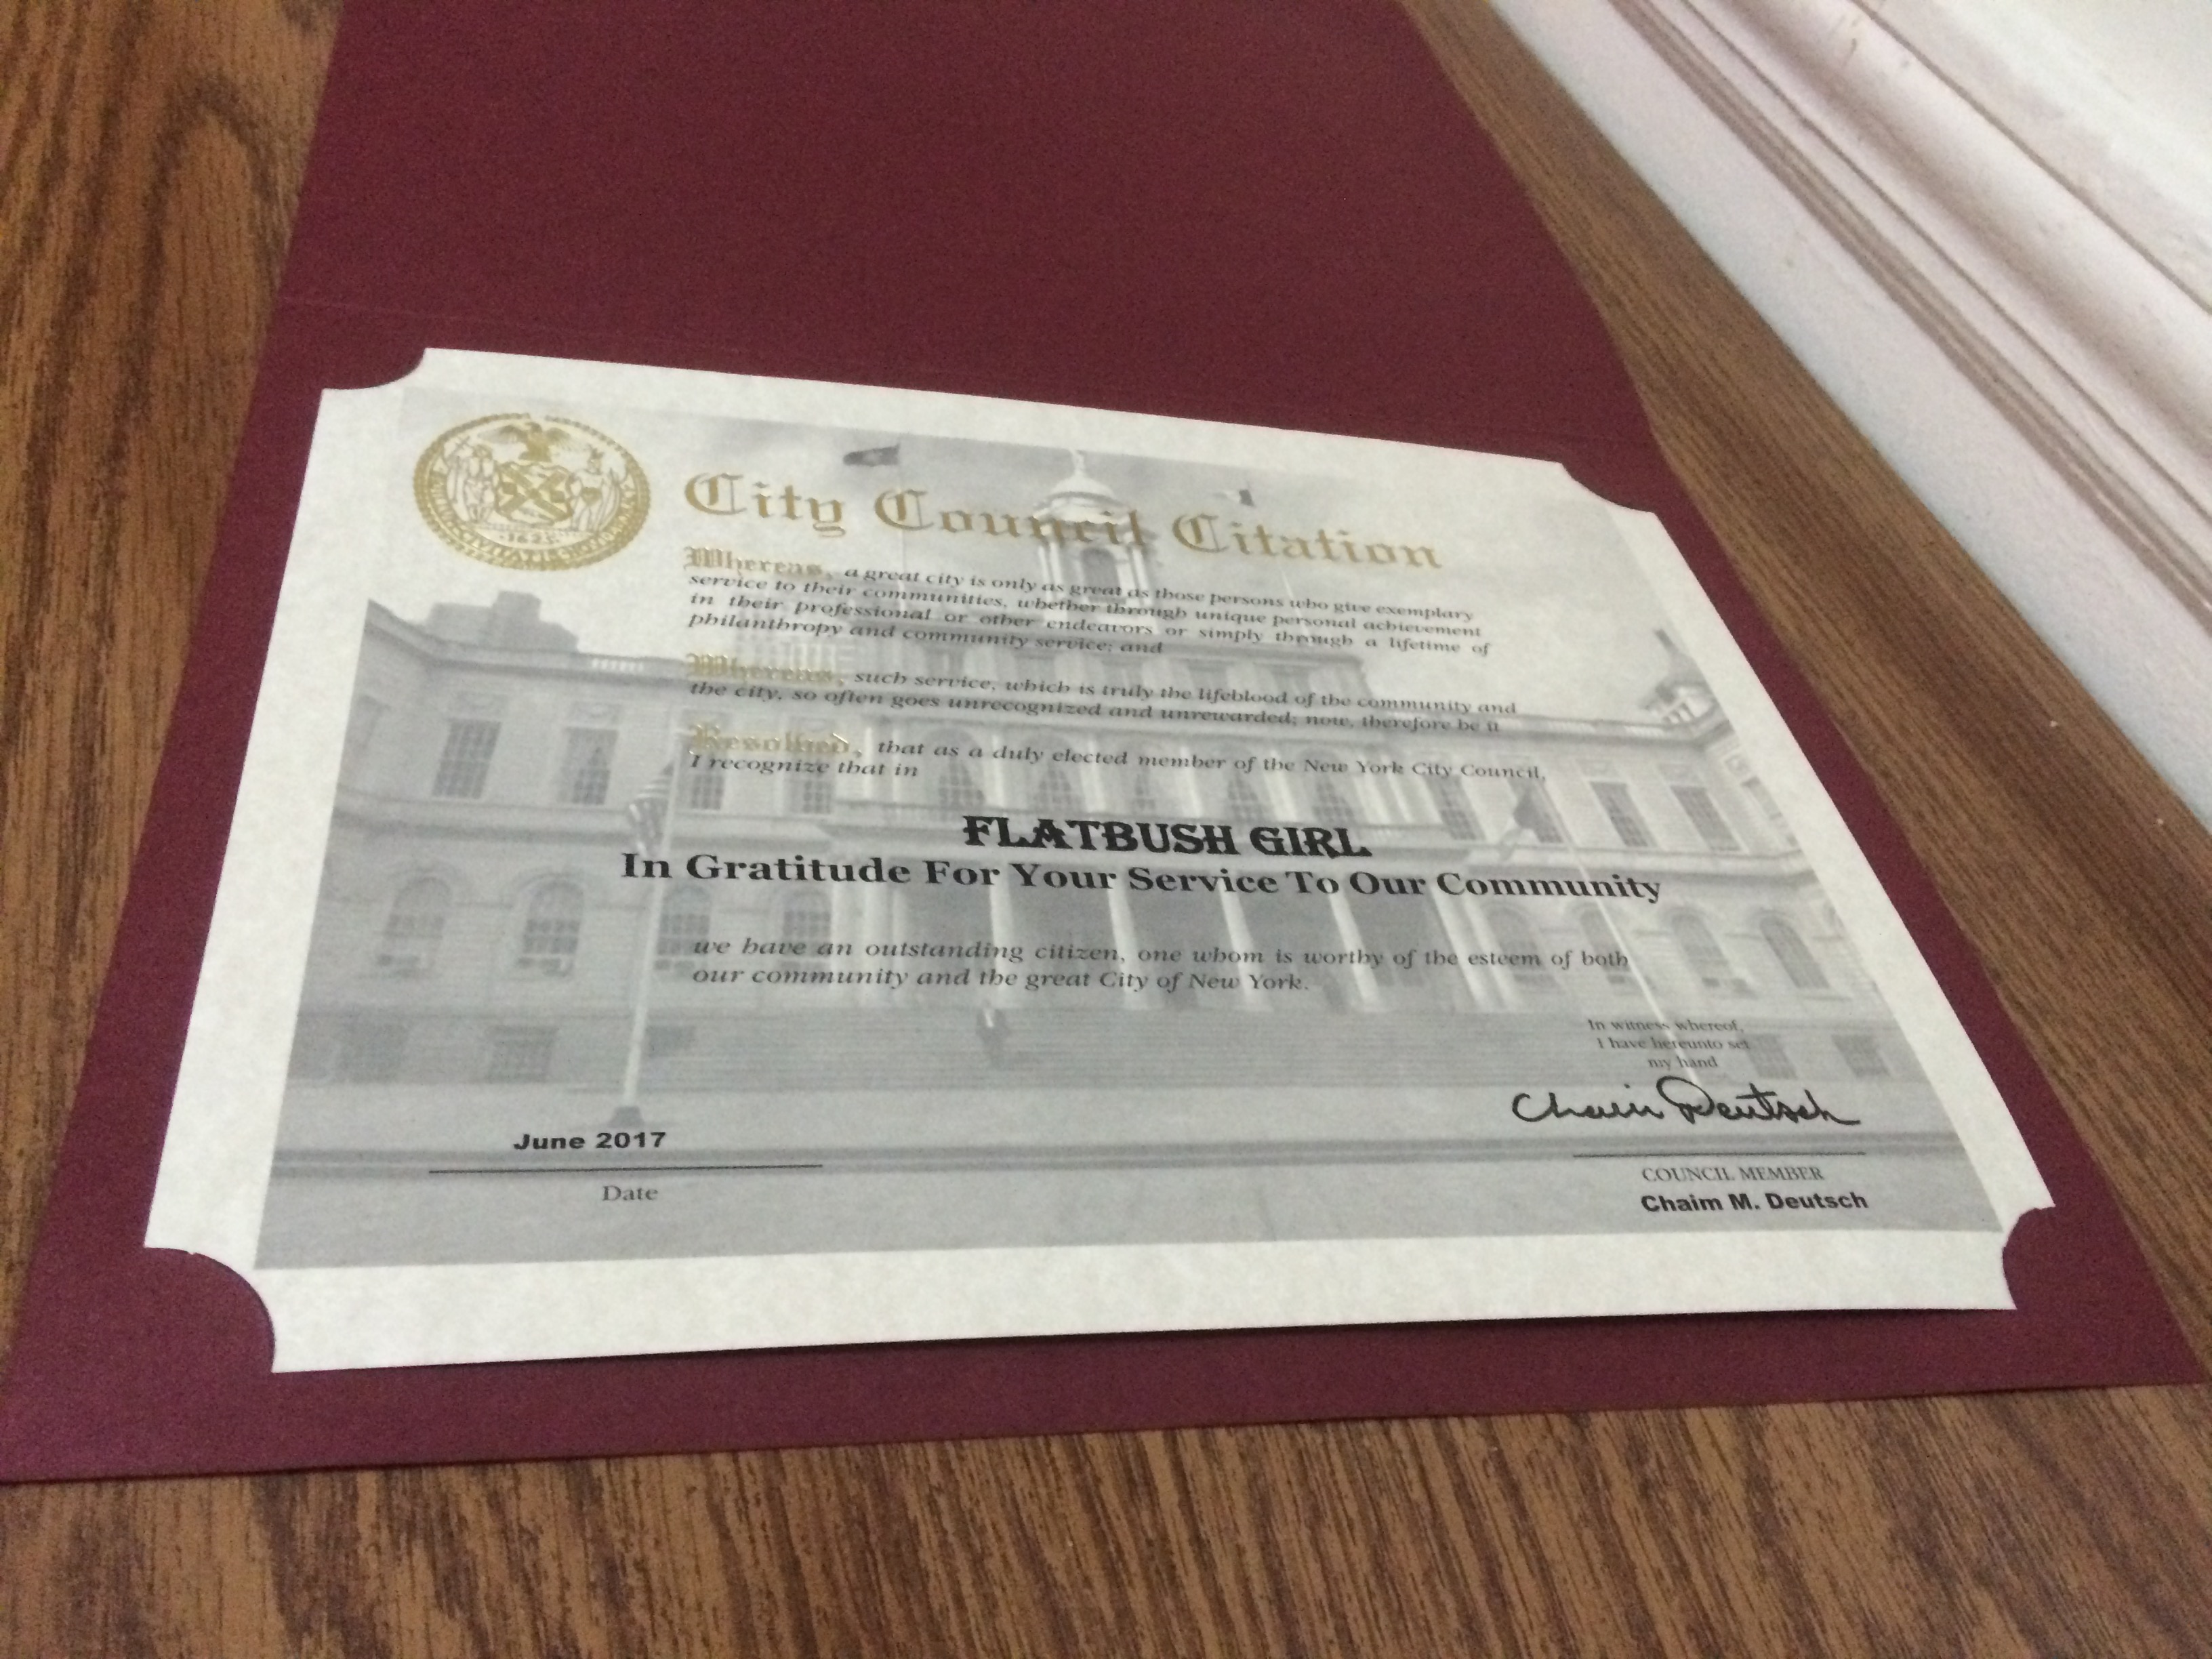 City Council Citation
Whereas, a great city is only as great as those persons who give exemplary
service to their communities, whether through unique personal achievement
in their professional or other endeavors or simply through a lifetime of
philanthropy and community service; and
Whereas, such service, which is truly the lifeblood of the community and
the city, so often goes unrecognized and unrewarded; now, therefore be it
Resolved, that as a duly elected member of the New York City Council,
I recognize that in
FLATBUSH GIRL
In Gratitude For Your Service To Our Community
we have an outstanding citizen, one whom is worthy of the esteem of both
our community and the great City of New York.
In witness whereof,
I have hereunto set
my hand
Chaim Deutsch
June 2017
Date
COUNCIL MEMBER
Chaim M. Deutsch